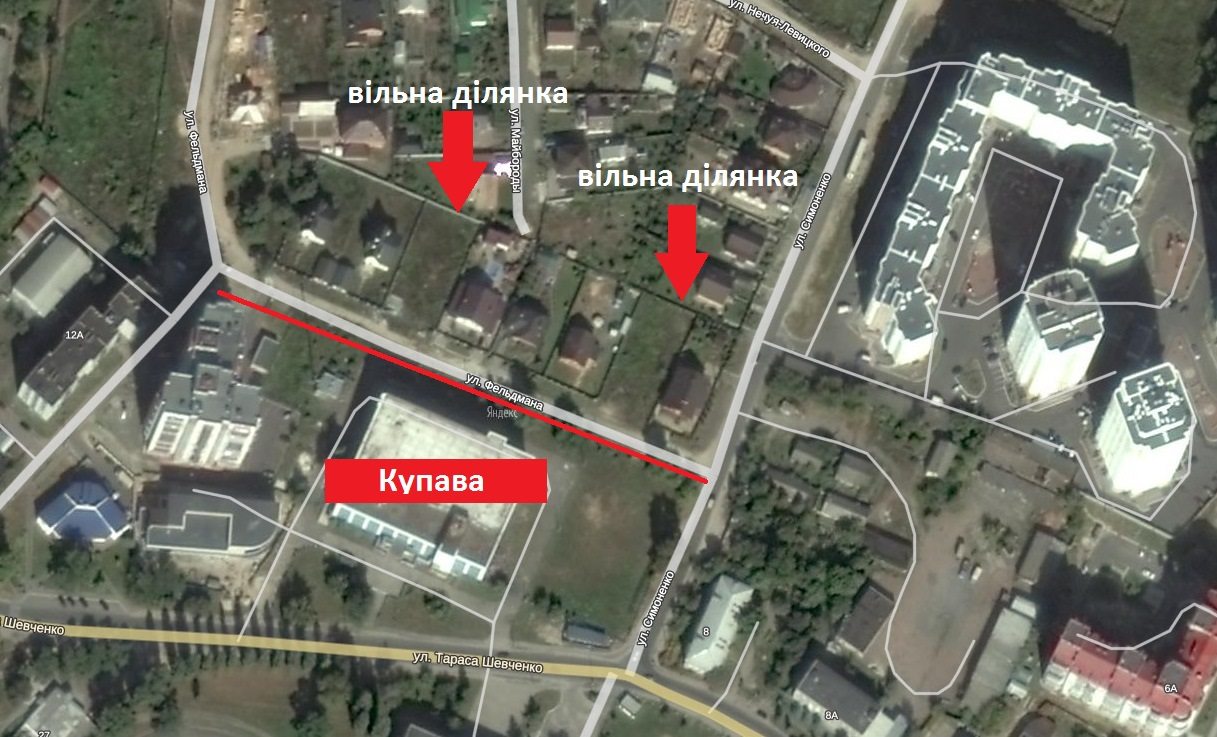 ул. Нечуя-Левицкого
вільна ділянка
ул. Фельдмана
ул. Майбороды
вільна ділянка
ул. Симоненко
12А
ул. Фельдмана
Яндекс
Купава
ул. Симоненко
Шевченко
ул. Тараса Шевченко
8
6А
8А
27